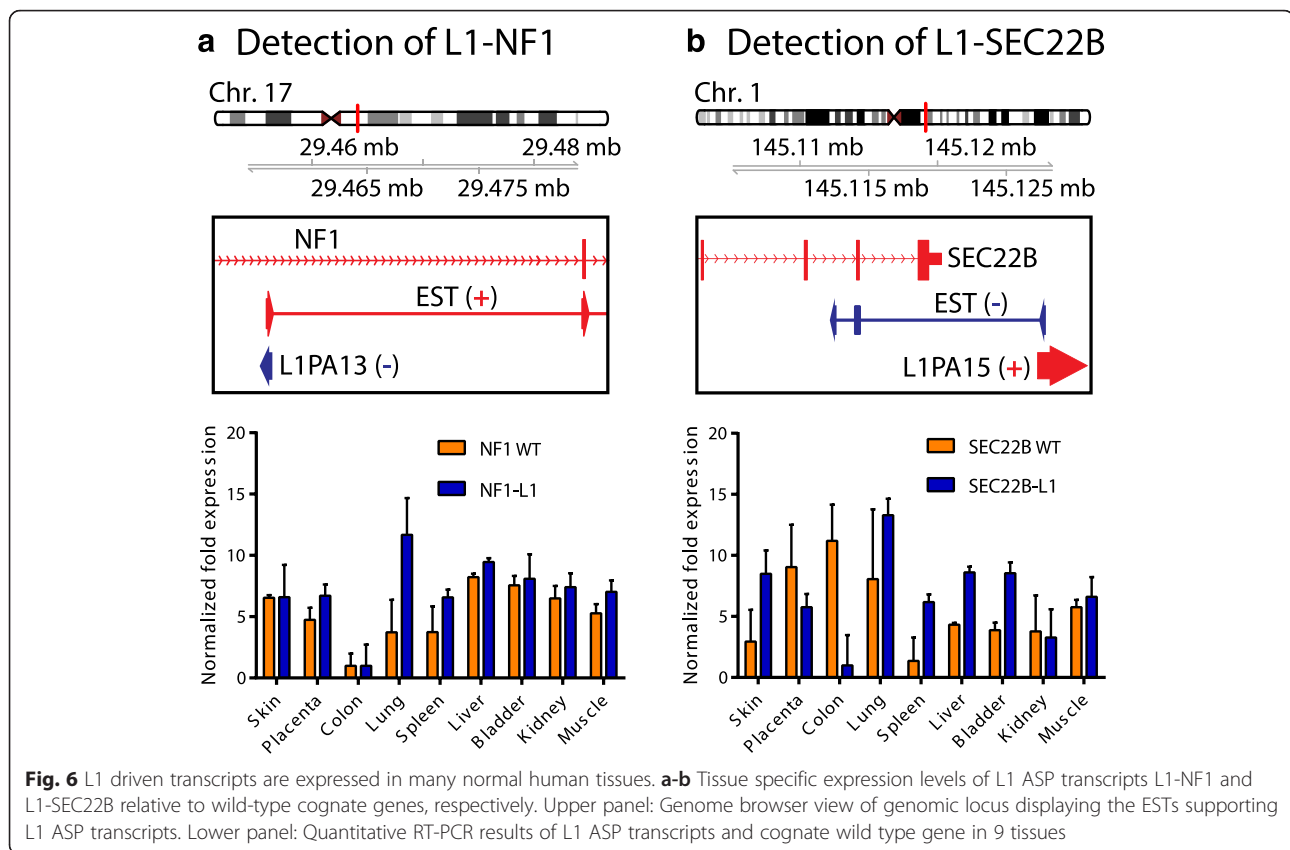 a Detection of L1-NF1
Chr. 17
29.46 mb
29.48 mb
29.465 mb
29.475 mb
NF1
EST (+)
L1PA13 (-)
Normalized fold expression
20
15
10
5
0
NF1 WT
NF1-L1
Skin
Placenta
Colon
Lung
Spleen
Liver
Bladder
Kidney
Muscle
b Detection of L1-SEC22B
Chr. 1
145.11 mb
145.12 mb
145.115 mb
145.125 mb
SEC22B
EST (-)
L1PA15 (+)
Normalized fold expression
20
15
10
5
0
SEC22B WT
SEC22B-L1
Skin
Placenta
Colon
Lung
Spleen
Liver
Bladder
Kidney
Muscle
Fig. 6 L1 driven transcripts are expressed in many normal human tissues. a-b Tissue specific expression levels of L1 ASP transcripts L1-NF1 and
L1-SEC22B relative to wild-type cognate genes, respectively. Upper panel: Genome browser view of genomic locus displaying the ESTs supporting
L1 ASP transcripts. Lower panel: Quantitative RT-PCR results of L1 ASP transcripts and cognate wild type gene in 9 tissues